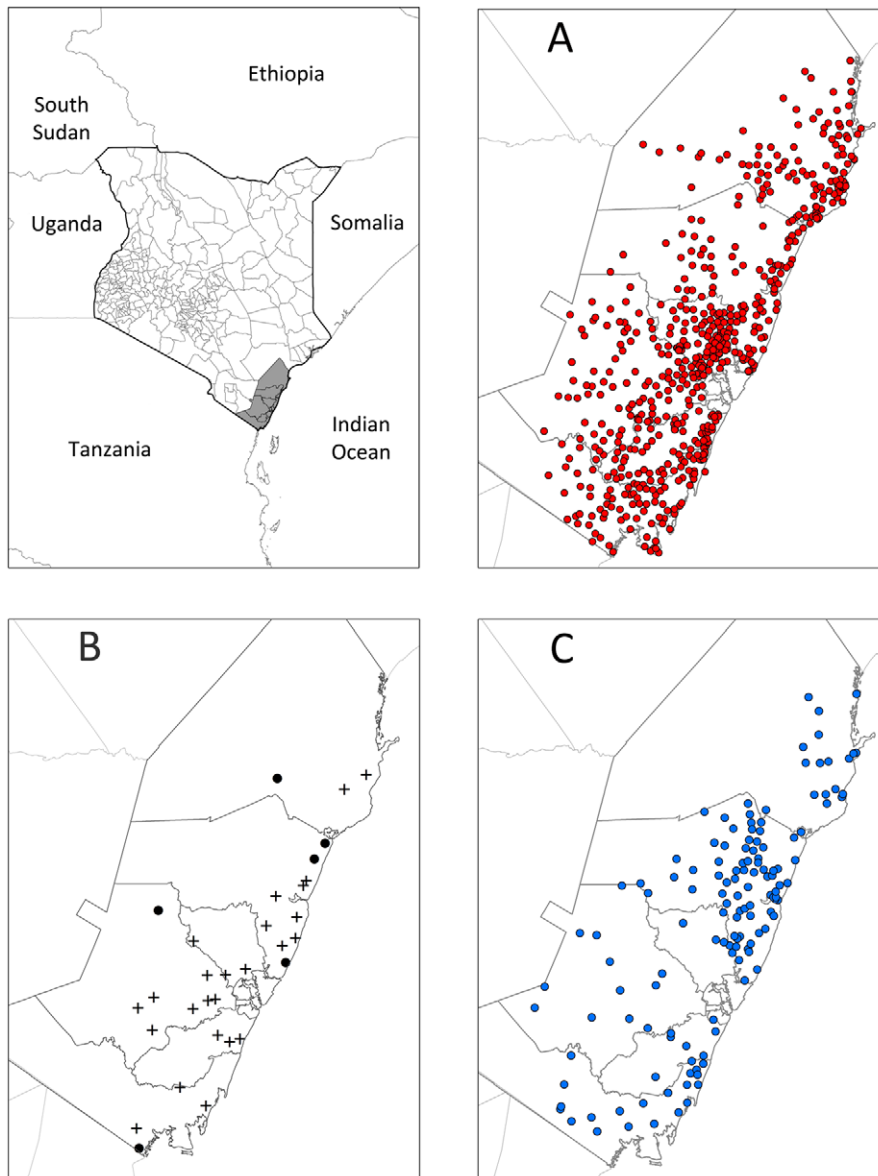 Ethiopia
South
Sudan
Uganda
Somalia
Tanzania
Indian
Ocean
A
B
C